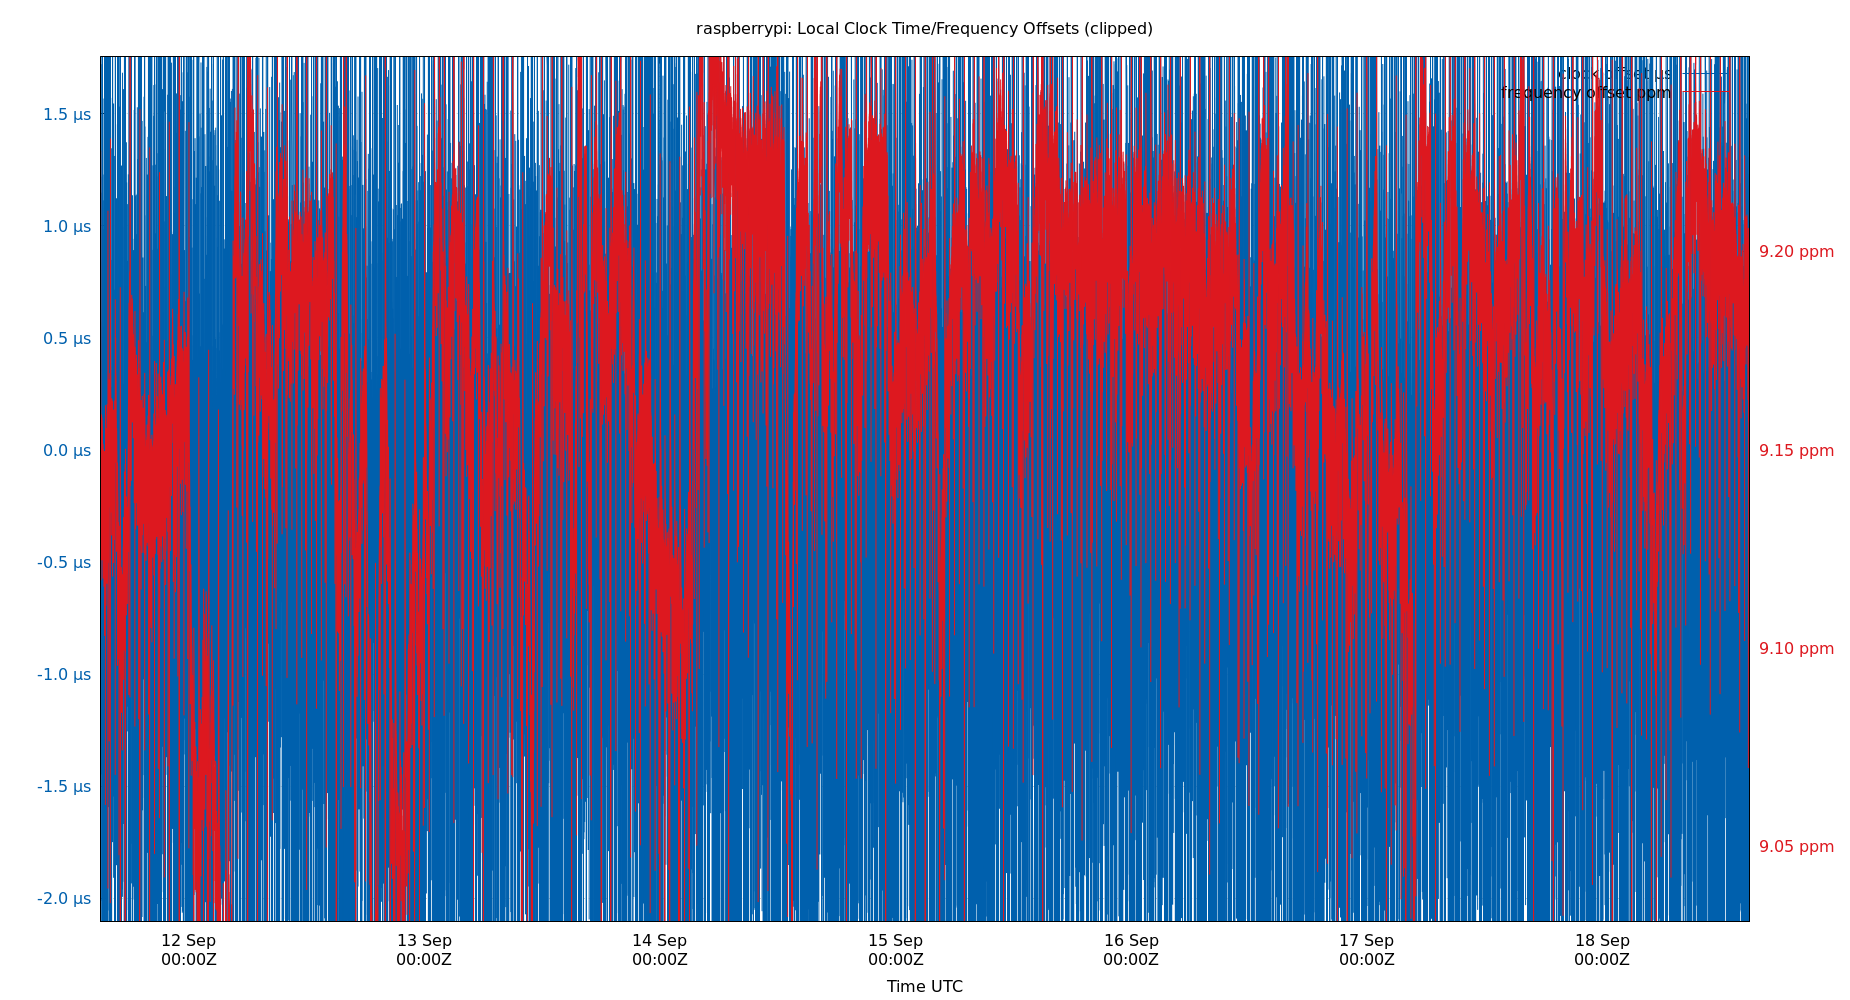 raspberrypi: Local Clock Time/Frequency Offsets (clipped)
clock offset µs
frequency offset ppm
1.5 µs
1.0 µs
0.5 µs
0.0 µs
-0.5 µs
-1.0 µs
-1.5 µs
-2.0 µs
9.20 ppm
9.15 ppm
9.10 ppm
9.05 ppm
12 Sep
00:00Z
13 Sep
00:00Z
14 Sep
00:00Z
15 Sep
00:00Z
16 Sep
00:00Z
17 Sep
00:00Z
18 Sep
00:00Z
Time UTC